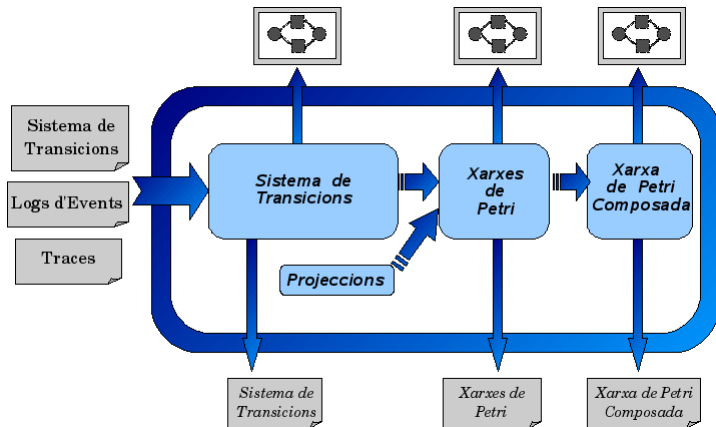 Sistema de
Transicions
Logs d'Events
Traces
Sistema de
Transicions
Xarxes
de
Petri
Xarxa
de Petri
Composada
Projeccions
Sistema de
Transicions
Xarxes de
Petri
Xarxa de Petri
Composada